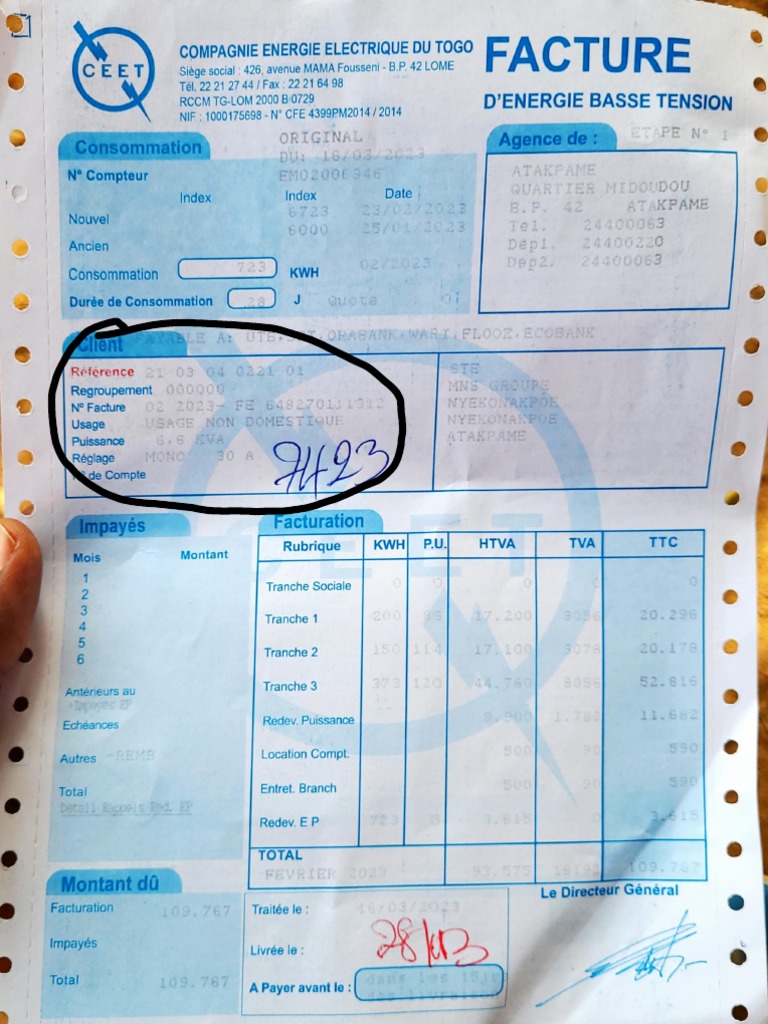 CEET
COMPAGNIE ENERGIE ELECTRIQUE DU TOGO
Siège social : 426, avenue MAMA Fousseni - B.P. 42 LOME
Tél. 22 21 27 44 / Fax : 22 21 64 98
RCCM TG-LOM 2000 B 0729
NIF : 1000175698 - N° CFE 4399PM2014 / 2014
FACTURE
D'ENERGIE BASSE TENSION
Consommation
ORIGINAL
DU: 16/03/2023
N° Compteur EM02006346
Index Index Date
Nouvel 6723 23/02/2023
6000 25/01/2023
Ancien
Consommation 723 KWH 02/2023
Durée de Consommation 28 J Quota
Agence de : ETAPE N° 1
ATAKPAME
QUARTIER MIDOUDOU
B.P. 42 ATAKPAME
Tel. 24400063
Dep1. 24400220
Dep2. 24400063
Client
PAYABLE A: ORABANK,WARI,FLOOZ,ECOBANK
Référence 21 03 04 0221 01
Regroupement 000000
N° Facture 02 2023- FE 6482701J1312
Usage USAGE NON DOMESTIQUE
Puissance 6.6 KVA
Réglage MONO 30 A
de Compte
7423
STE
MNS GROUPE
NYEKONAKPOE
NYEKONAKPOE
ATAKPAME
Impayés
Mois Montant
1
2
3
4
5
6
Antérieurs au
+Impayes EP
Echéances
Autres -REMB
Total
Facturation
Rubrique KWH P.U. HTVA TVA TTC
Tranche Sociale 0 0 0 0 0
Tranche 1 200 17.200 3096 20.296
Tranche 2 150 114 17.100 3078 20.178
Tranche 3 373 120 44.760 8056 52.816
Redev. Puissance 9.900 1.782 11.682
Location Compt. 500 90 590
Entret. Branch 500 90 590
Redev. E P 723 3.615 0 3.615
TOTAL
FEVRIER 2023 93.575 16192 109.767
Montant dû
Facturation 109.767
Impayés
Total 109.767
Traitée le : 16/03/2023
Livrée le : 28/03
A Payer avant le : dans les 15j
Le Directeur Général
CEET